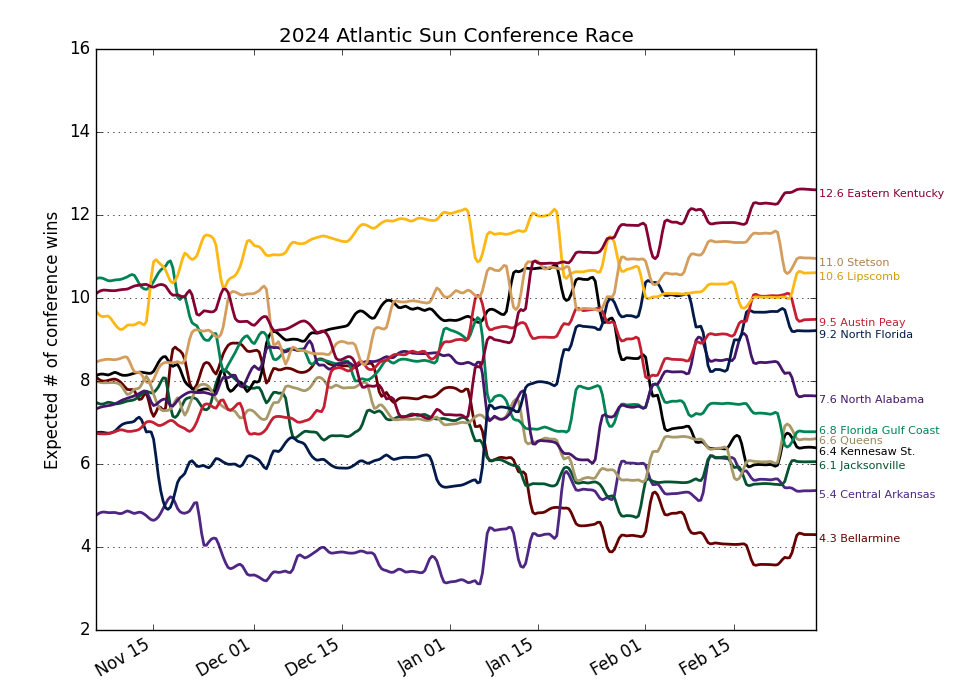 2024 Atlantic Sun Conference Race
Expected # of conference wins
16
14
12
10
8
6
4
2
Nov 15
Dec 01
Dec 15
Jan 01
Jan 15
Feb 01
Feb 15
12.6 Eastern Kentucky
11.0 Stetson
10.6 Lipscomb
9.5 Austin Peay
9.2 North Florida
7.6 North Alabama
6.8 Florida Gulf Coast
6.6 Queens
6.4 Kennesaw St.
6.1 Jacksonville
5.4 Central Arkansas
4.3 Bellarmine